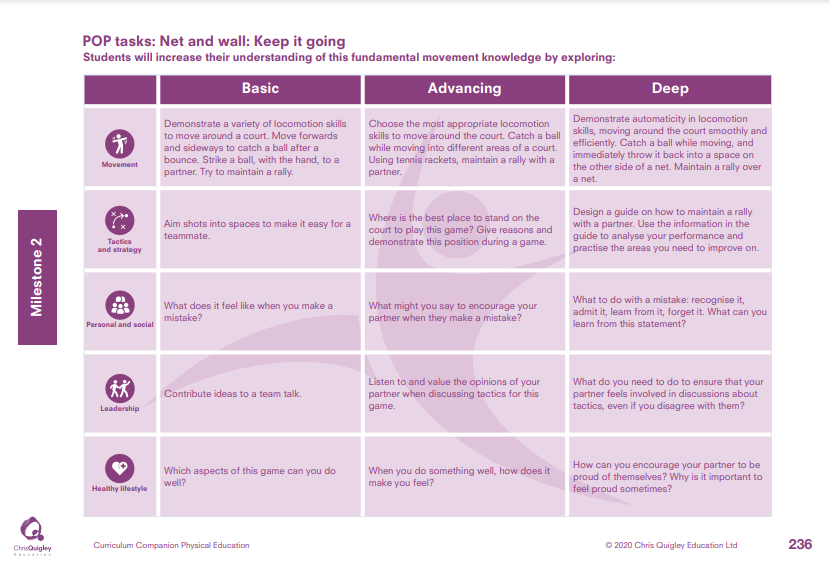 POP tasks: Net and wall: Keep it going
Students will increase their understanding of this fundamental movement knowledge by exploring:
Basic
Advancing
Deep
Movement
Demonstrate a variety of locomotion skills
to move around a court. Move forwards
and sideways to catch a ball after a
bounce. Strike a ball, with the hand, to a
partner. Try to maintain a rally.
Choose the most appropriate locomotion
skills to move around the court. Catch a ball
while moving into different areas of a court.
Using tennis rackets, maintain a rally with a
partner.
Demonstrate automaticity in locomotion
skills, moving around the court smoothly and
efficiently. Catch a ball while moving, and
immediately throw it back into a space on
the other side of a net. Maintain a rally over
a net.
Tactics
and strategy
Aim shots into spaces to make it easy for a
teammate.
Where is the best place to stand on the
court to play this game? Give reasons and
demonstrate this position during a game.
Design a guide on how to maintain a rally
with a partner. Use the information in the
guide to analyse your performance and
practise the areas you need to improve on.
Personal and social
What does it feel like when you make a
mistake?
What might you say to encourage your
partner when they make a mistake?
What to do with a mistake: recognise it,
admit it, learn from it, forget it. What can you
learn from this statement?
Leadership
Contribute ideas to a team talk.
Listen to and value the opinions of your
partner when discussing tactics for this
game.
What do you need to do to ensure that your
partner feels involved in discussions about
tactics, even if you disagree with them?
Healthy lifestyle
Which aspects of this game can you do
well?
When you do something well, how does it
make you feel?
How can you encourage your partner to be
proud of themselves? Why is it important to
feel proud sometimes?
Milestone 2
ChrisQuigley
Education
Curriculum Companion Physical Education
© 2020 Chris Quigley Education Ltd
236